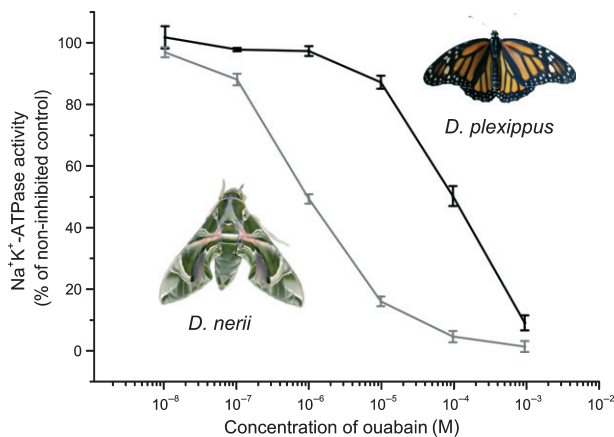 Na⁺K⁺-ATPase activity
(% of non-inhibited control)
100
80
60
40
20
0
D. plexippus
D. nerii
10⁻⁸ 10⁻⁷ 10⁻⁶ 10⁻⁵ 10⁻⁴ 10⁻³ 10⁻²
Concentration of ouabain (M)